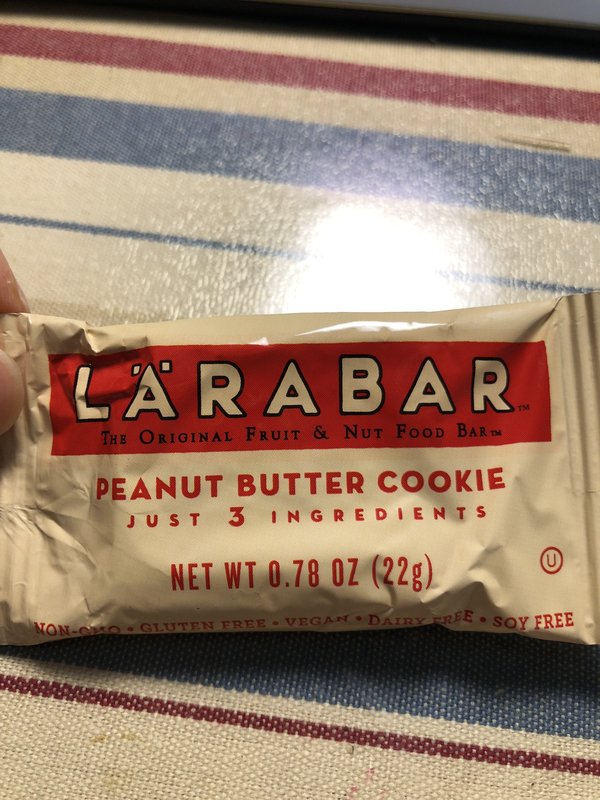 LÄRABAR™
THE ORIGINAL FRUIT & NUT FOOD BAR™
PEANUT BUTTER COOKIE
JUST 3 INGREDIENTS
NET WT 0.78 OZ (22g)
U
NON-GMO • GLUTEN FREE • VEGAN • DAIRY FREE • SOY FREE